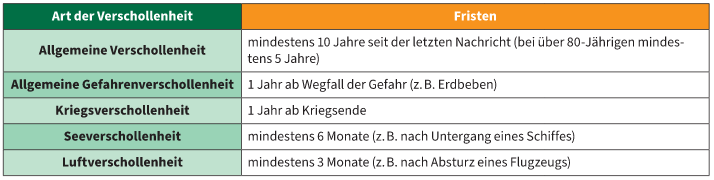 Art der Verschollenheit
Fristen
Allgemeine Verschollenheit
mindestens 10 Jahre seit der letzten Nachricht (bei über 80-Jährigen mindes-
tens 5 Jahre)
Allgemeine Gefahrenverschollenheit
1 Jahr ab Wegfall der Gefahr (z. B. Erdbeben)
Kriegsverschollenheit
1 Jahr ab Kriegsende
Seeverschollenheit
mindestens 6 Monate (z. B. nach Untergang eines Schiffes)
Luftverschollenheit
mindestens 3 Monate (z. B. nach Absturz eines Flugzeugs)